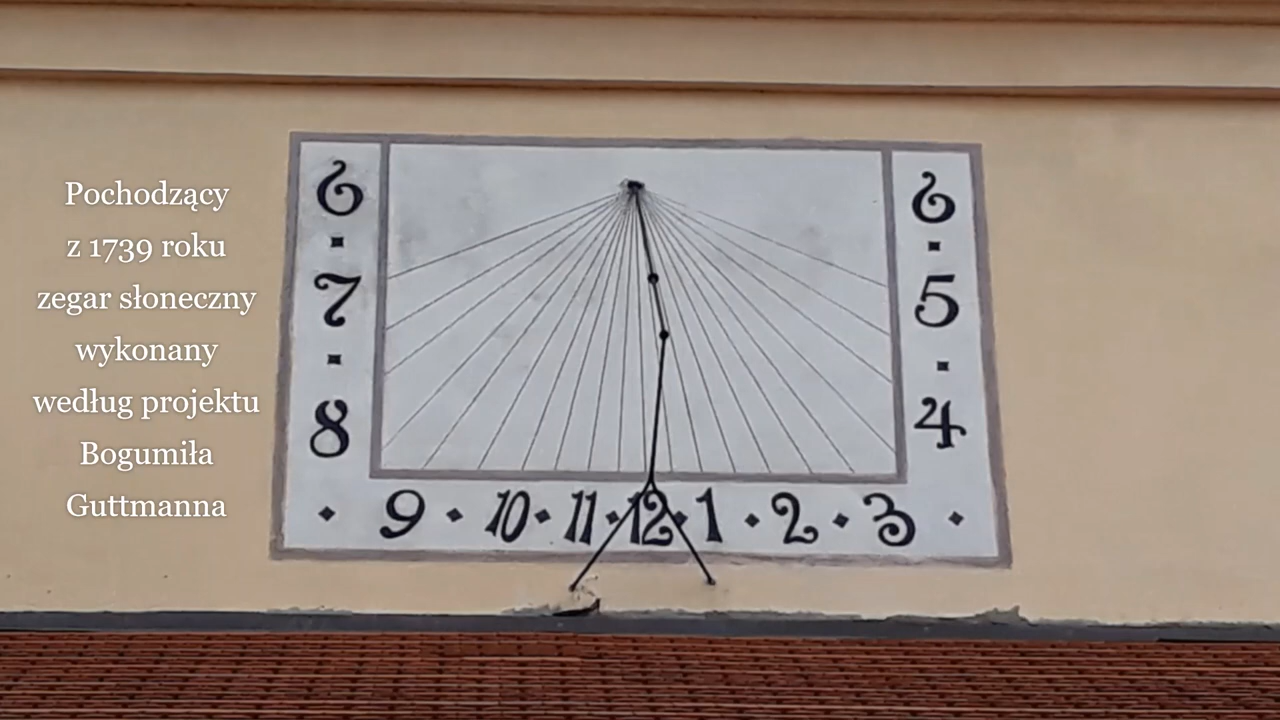 Pochodzący
z 1739 roku
zegar słoneczny
wykonany
według projektu
Bogumiła
Guttmanna
6 6
7 5
8 4
9 10 11 12 1 2 3